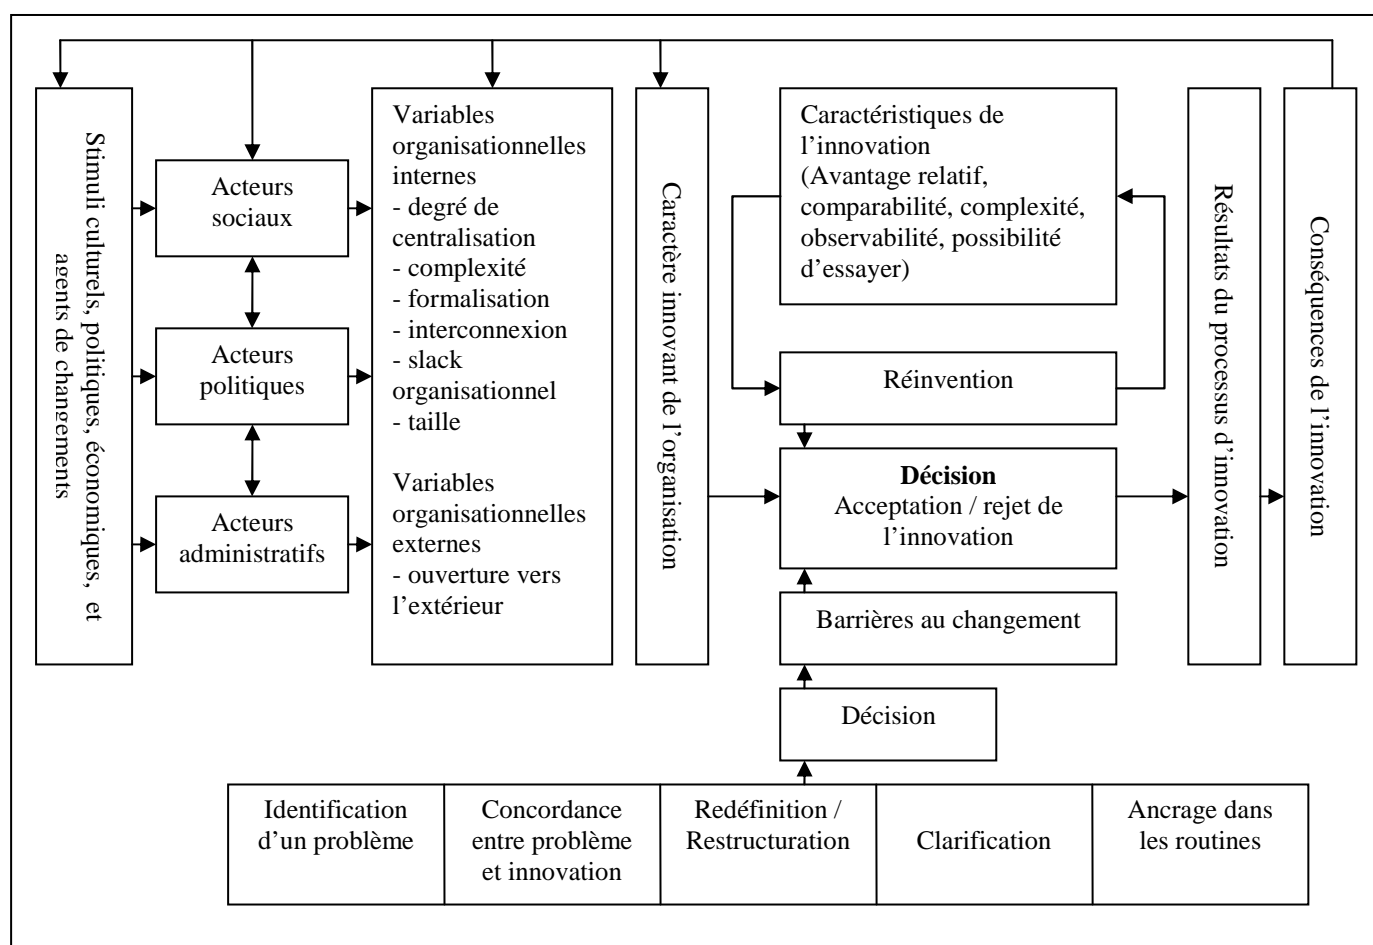 Stimuli culturels, politiques, économiques, et
agents de changements
Acteurs
sociaux
Acteurs
politiques
Acteurs
administratifs
Variables
organisationnelles
internes
- degré de
centralisation
- complexité
- formalisation
- interconnexion
- slack
organisationnel
- taille
Variables
organisationnelles
externes
- ouverture vers
l’extérieur
Caractère innovant de l’organisation
Caractéristiques de
l’innovation
(Avantage relatif,
comparabilité, complexité,
observabilité, possibilité
d’essayer)
Réinvention
Décision
Acceptation / rejet de
l’innovation
Barrières au changement
Décision
Résultats du processus d’innovation
Conséquences de l’innovation
Identification
d’un problème
Concordance
entre problème
et innovation
Redéfinition /
Restructuration
Clarification
Ancrage dans
les routines